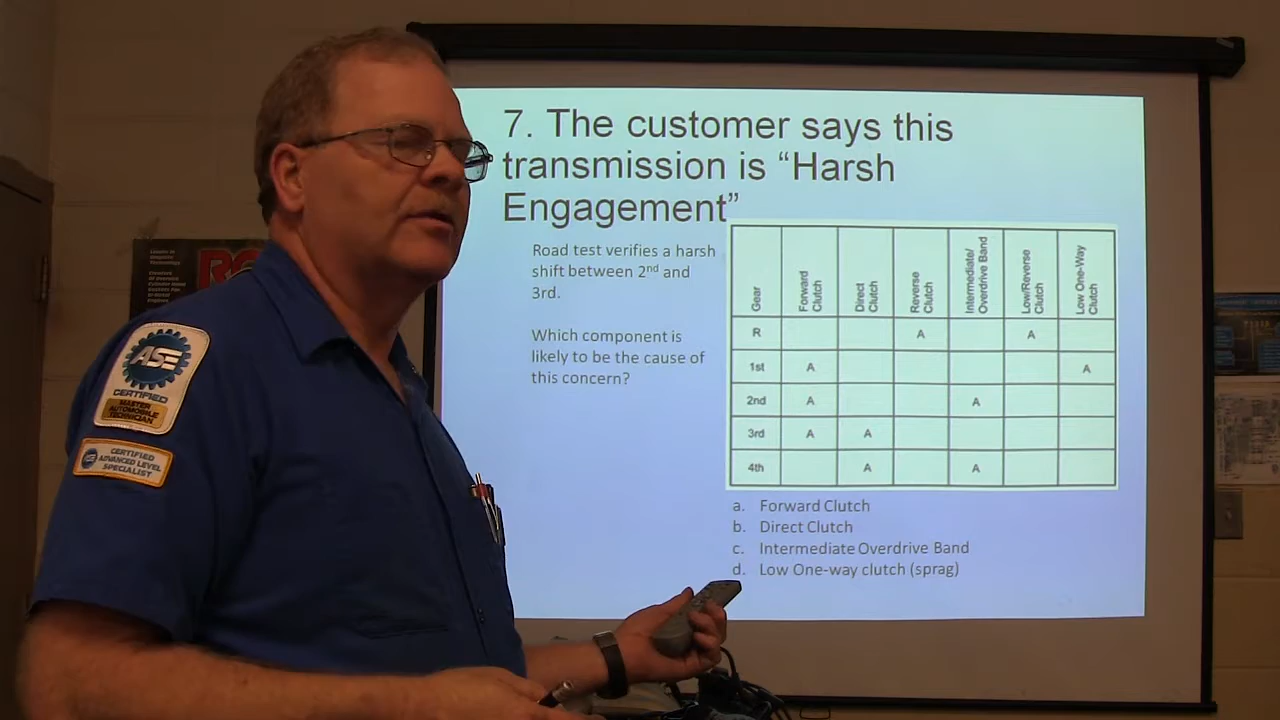 7. The customer says this
transmission is “Harsh
Engagement”
Road test verifies a harsh
shift between 2nd and
3rd.
Which component is
likely to be the cause of
this concern?
Gear
Forward
Clutch
Direct
Clutch
Reverse
Clutch
Intermediate/
Overdrive Band
Low/Reverse
Clutch
Low One-Way
Clutch
R A A
1st A A
2nd A A
3rd A A
4th A A
a. Forward Clutch
b. Direct Clutch
c. Intermediate Overdrive Band
d. Low One-way clutch (sprag)
ASE
CERTIFIED
MASTER
AUTOMOBILE
TECHNICIAN
ASE
CERTIFIED
ADVANCED LEVEL
SPECIALIST